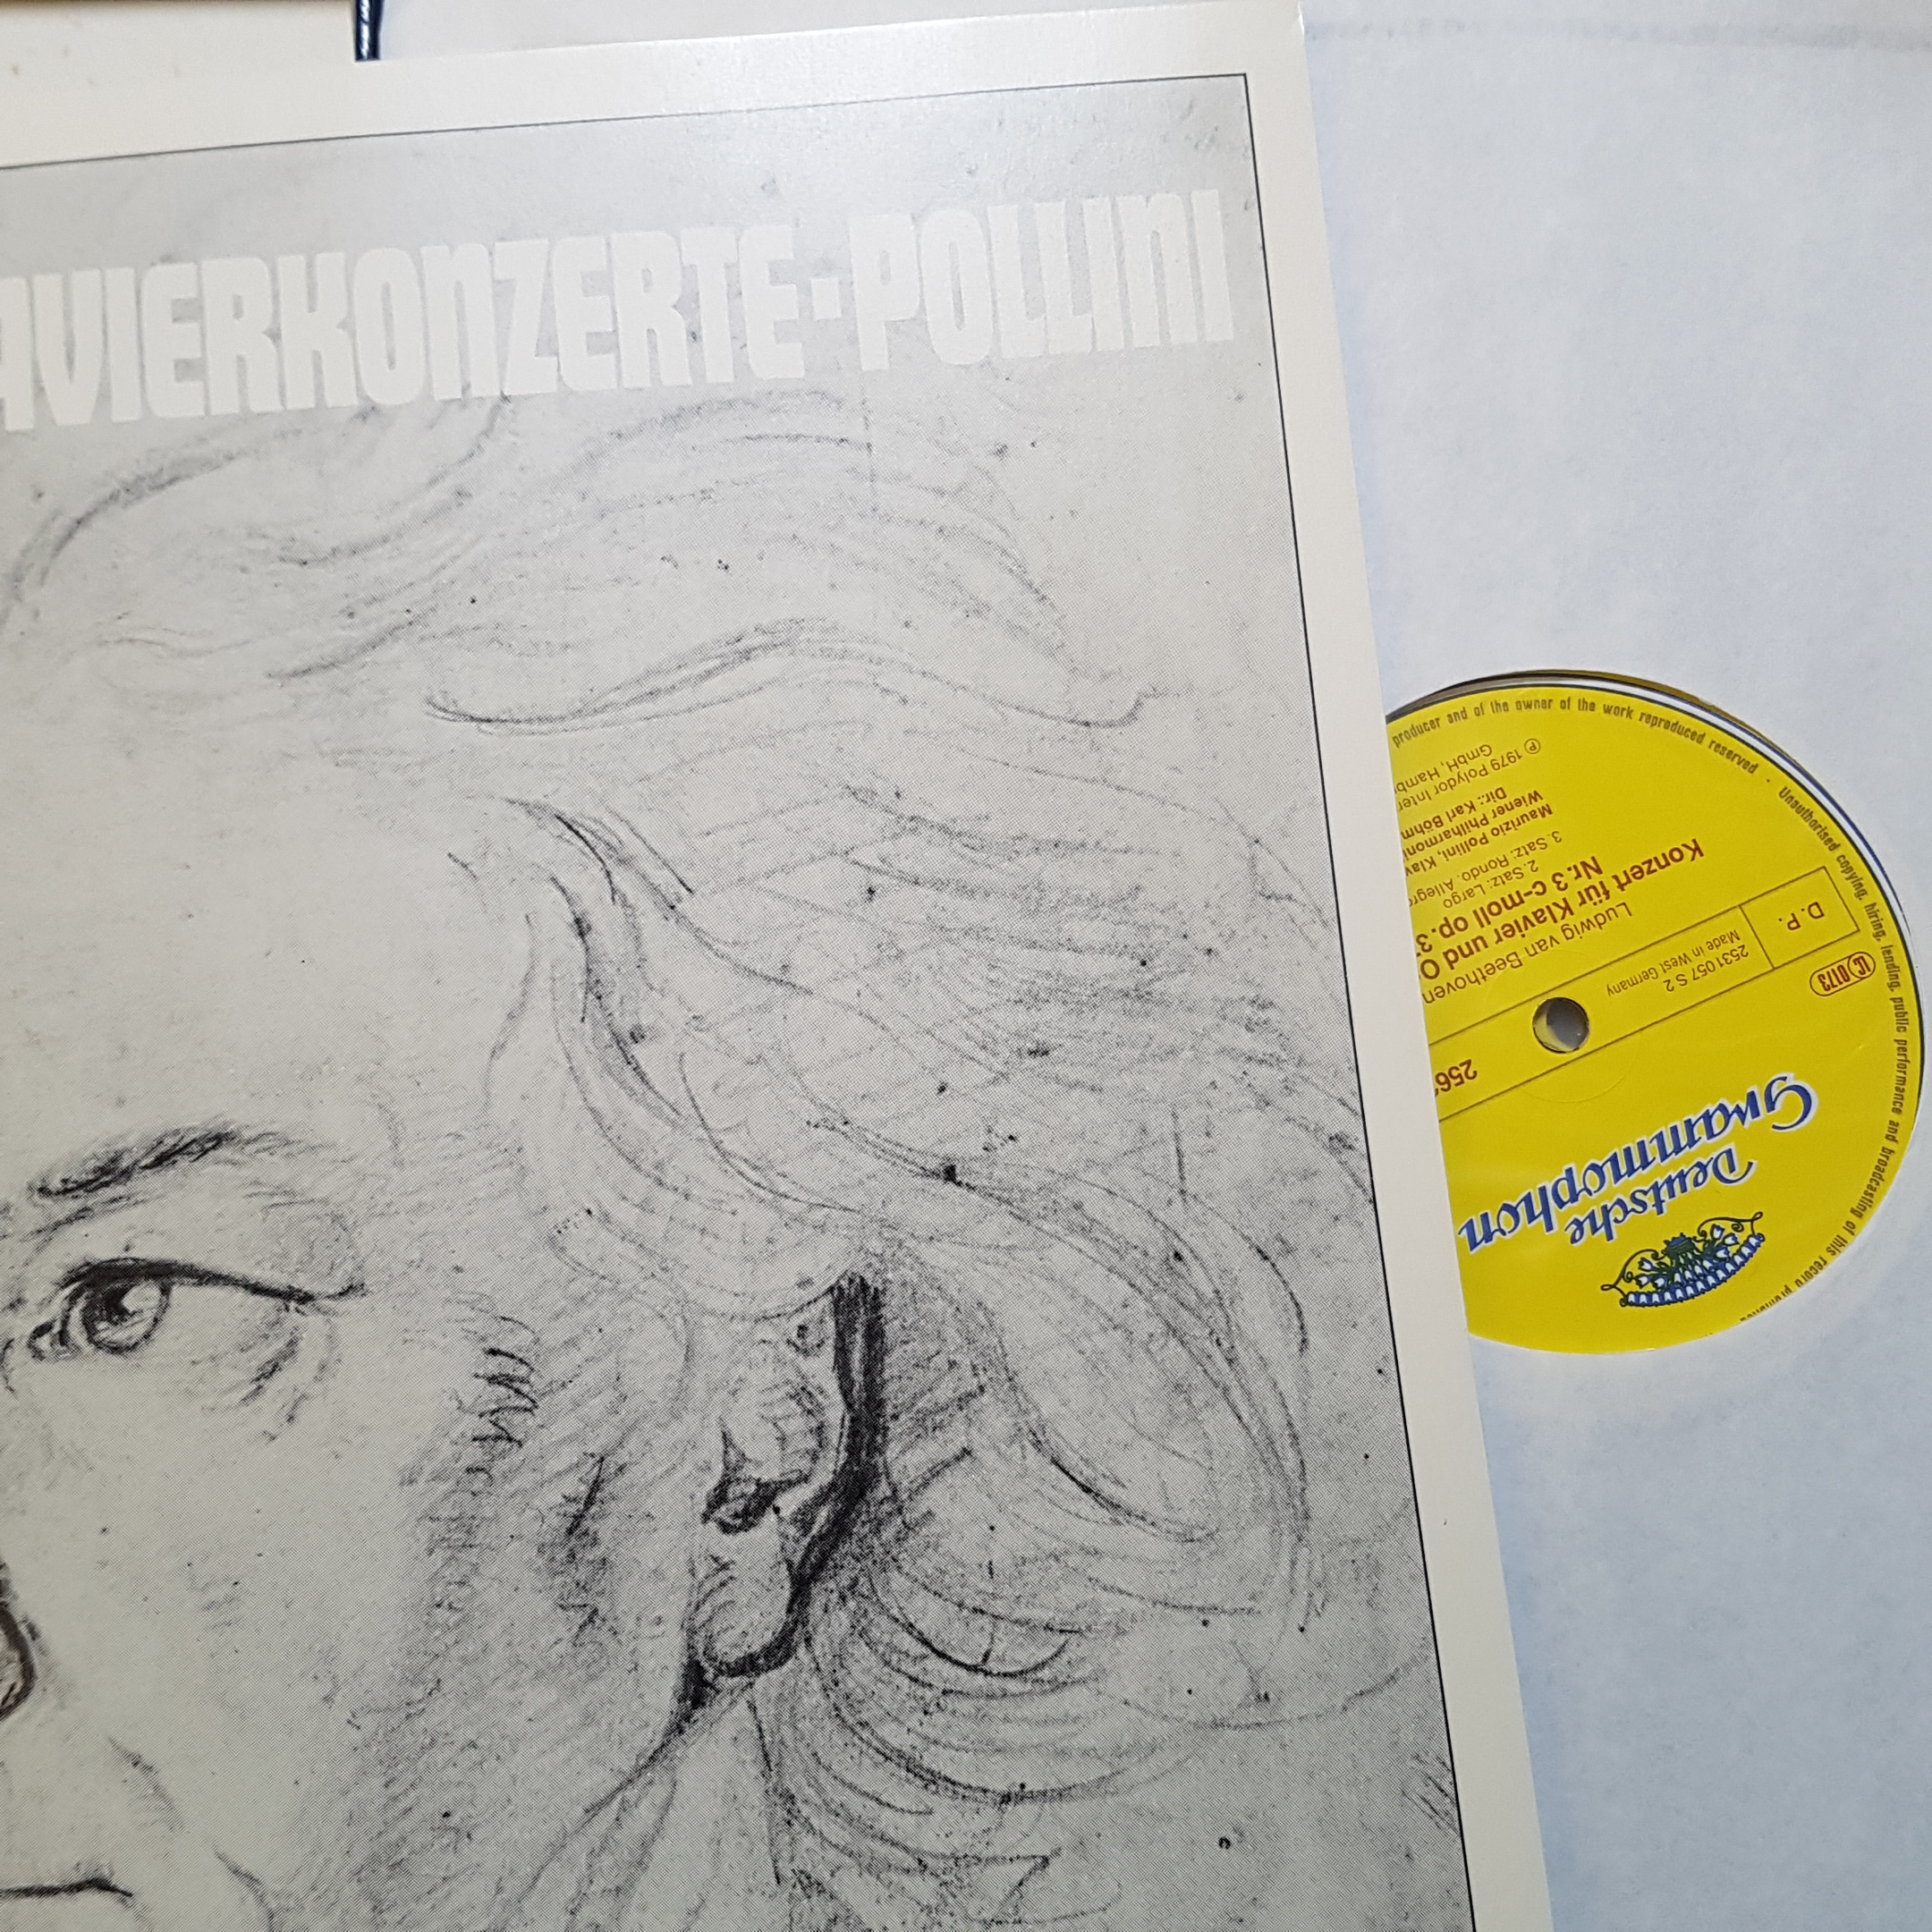 AVIERKONZERTE·POLLINI
Deutsche
Grammophon
2531 057 S 2
Made in West Germany
D. P.
LC 0173
Ludwig van Beethoven
Konzert für Klavier und
Nr. 3 c-moll op. 3
2. Satz: Largo
3. Satz: Rondo. Allegro
Maurizio Pollini,
Wiener
Dir.: Karl Böhm
℗ 1979 Polydor
GmbH,
producer and of the owner of the work reproduced reserved · Unauthorised copying, hiring, lending, public performance and broadcasting of this record